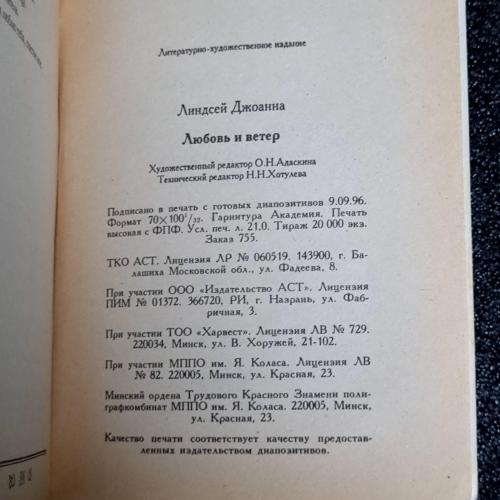 Литературно-художественное издание
Линдсей Джоанна
Любовь и ветер
Художественный редактор О.Н.Адаскина
Технический редактор Н.Н.Хотулева
Подписано в печать с готовых диапозитивов 9.09.96.
Формат 70×100¹/₃₂. Гарнитура Академия. Печать
высокая с ФПФ. Усл. печ. л. 21,0. Тираж 20 000 экз.
Заказ 755.
ТКО АСТ. Лицензия ЛР № 060519. 143900, г. Ба-
лашиха Московской обл., ул. Фадеева, 8.
При участии ООО «Издательство АСТ». Лицензия
ПИМ № 01372. 366720, РИ, г. Назрань, ул. Фаб-
ричная, 3.
При участии ТОО «Харвест». Лицензия ЛВ № 729.
220034, Минск, ул. В. Хоружей, 21-102.
При участии МППО им. Я. Коласа. Лицензия ЛВ
№ 82. 220005, Минск, ул. Красная, 23.
Минский ордена Трудового Красного Знамени поли-
графкомбинат МППО им. Я. Коласа. 220005, Минск,
ул. Красная, 23.
Качество печати соответствует качеству предостав-
ленных издательством диапозитивов.